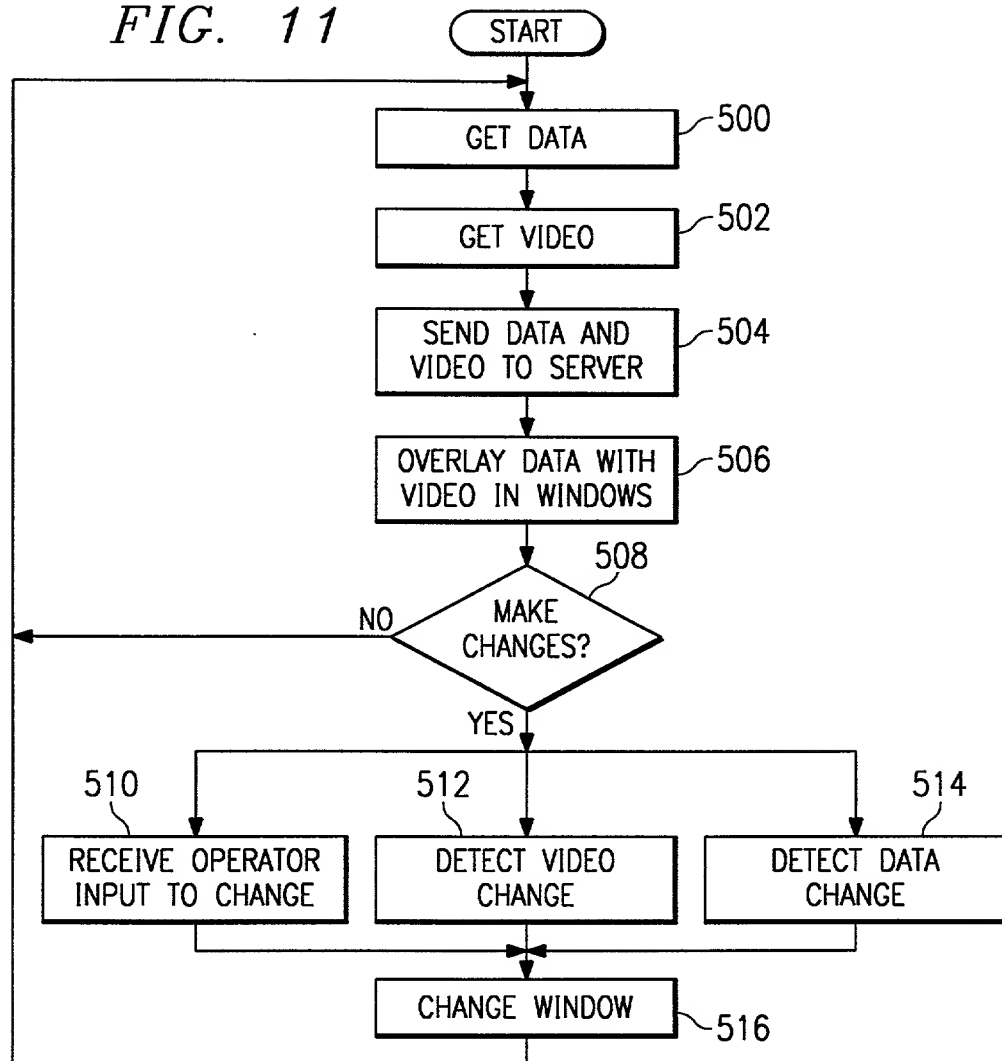 FIG. 11
START
GET DATA
500
GET VIDEO
502
SEND DATA AND
VIDEO TO SERVER
504
OVERLAY DATA WITH
VIDEO IN WINDOWS
506
508
MAKE
CHANGES?
NO
YES
510
512
514
RECEIVE OPERATOR
INPUT TO CHANGE
DETECT VIDEO
CHANGE
DETECT DATA
CHANGE
CHANGE WINDOW
516